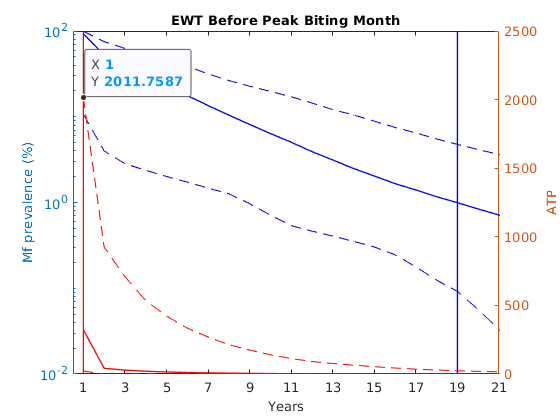 EWT Before Peak Biting Month
X 1
Y 2011.7587
Mf prevalence (%)
10^2
10^0
10^-2
2500
2000
1500
1000
500
0
ATP
1 3 5 7 9 11 13 15 17 19 21
Years